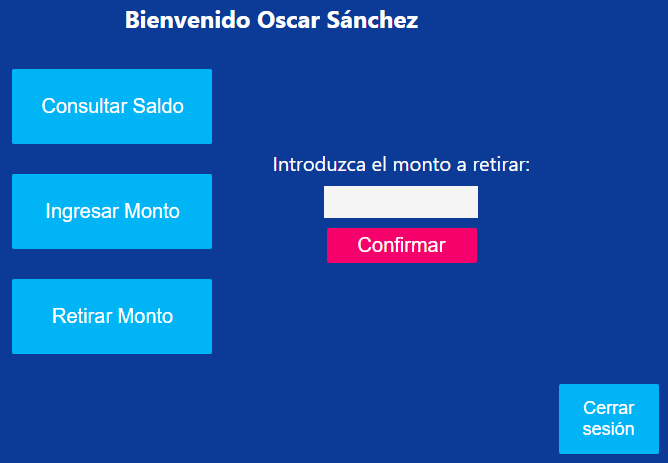 Bienvenido Oscar Sánchez
Consultar Saldo
Introduzca el monto a retirar:
Ingresar Monto
Confirmar
Retirar Monto
Cerrar
sesión